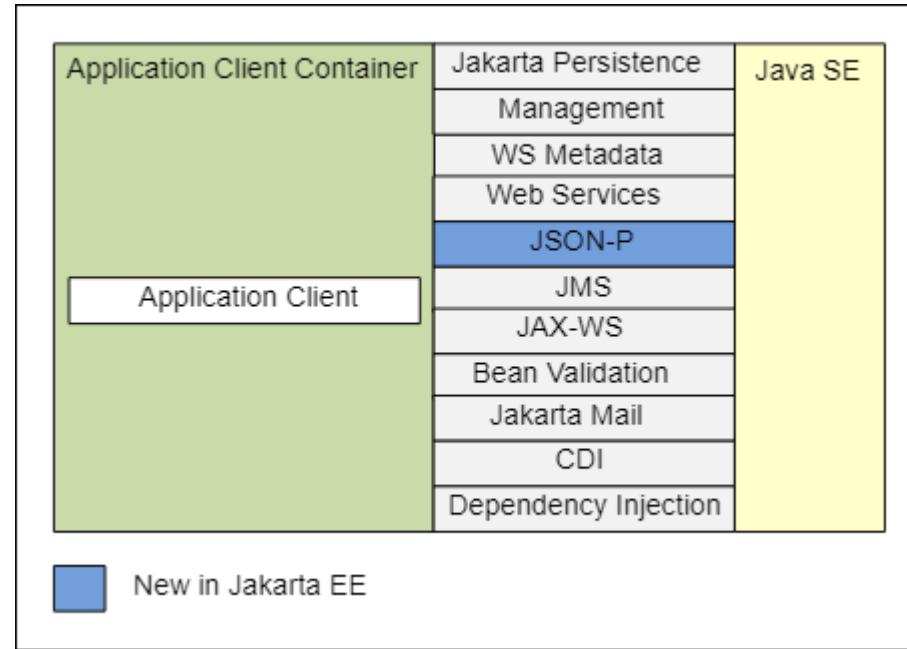 Application Client Container
Application Client
Jakarta Persistence
Management
WS Metadata
Web Services
JSON-P
JMS
JAX-WS
Bean Validation
Jakarta Mail
CDI
Dependency Injection
Java SE
New in Jakarta EE